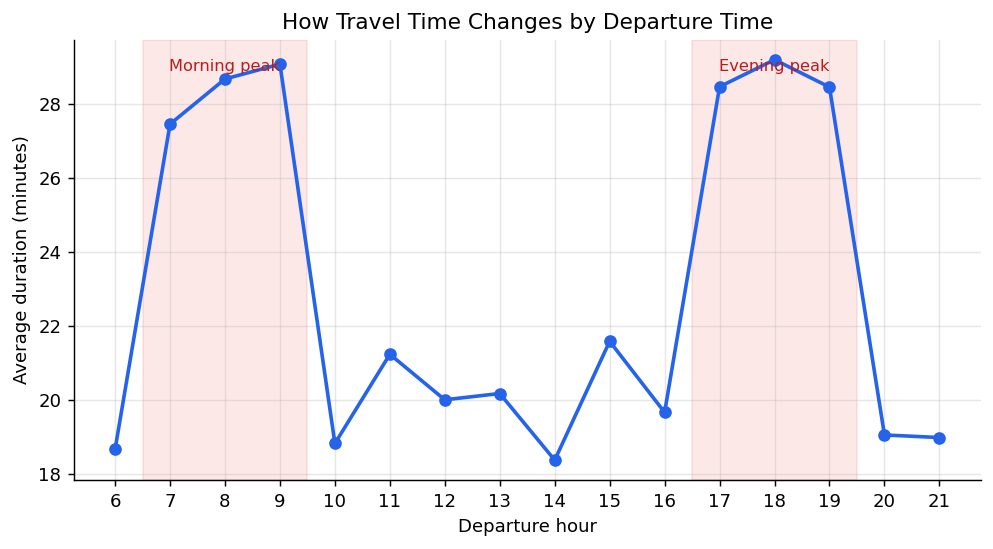 How Travel Time Changes by Departure Time
Morning peak
Evening peak
Average duration (minutes)
28
26
24
22
20
18
6 7 8 9 10 11 12 13 14 15 16 17 18 19 20 21
Departure hour